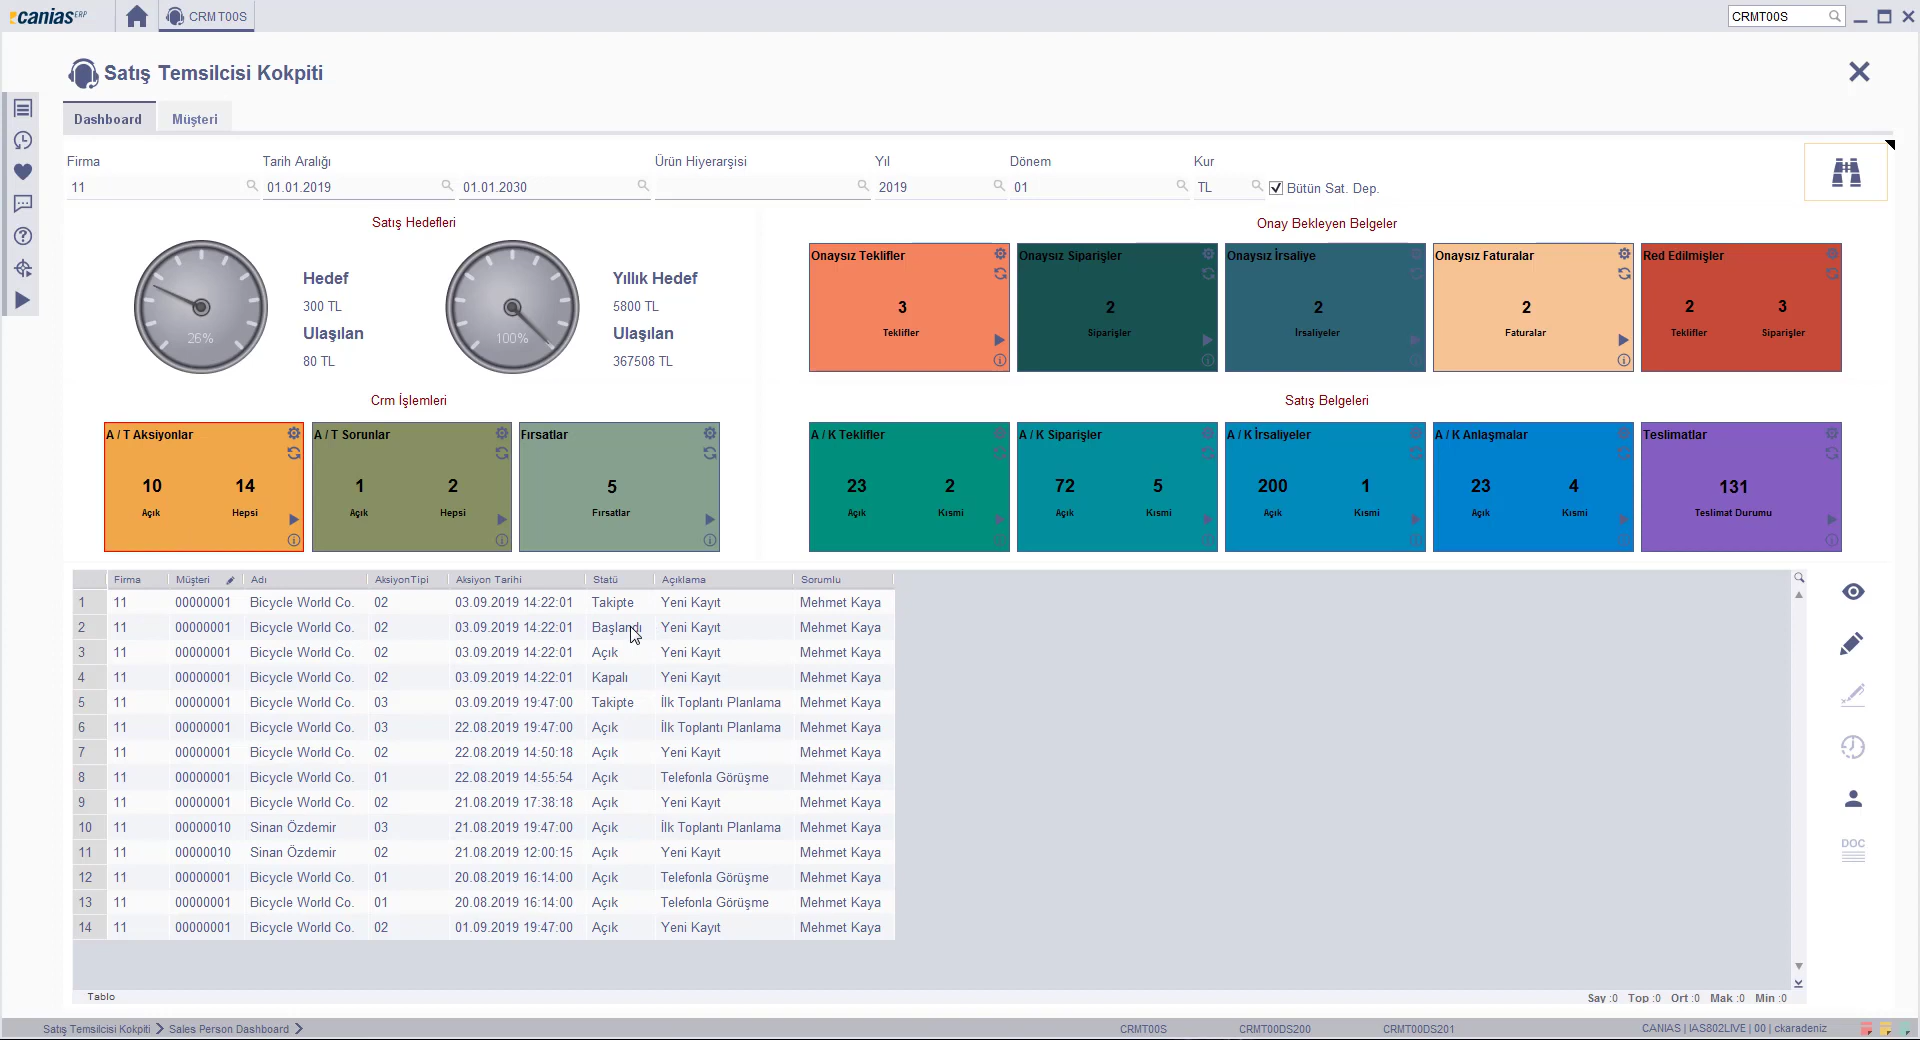 caniasERP
CRMT00S
CRMT00S
Satış Temsilcisi Kokpiti
Dashboard Müşteri
Firma Tarih Aralığı Ürün Hiyerarşisi Yıl Dönem Kur
11 01.01.2019 01.01.2030 2019 01 TL Bütün Sat. Dep.
Satış Hedefleri
26%
Hedef
300 TL
Ulaşılan
80 TL
100%
Yıllık Hedef
5800 TL
Ulaşılan
367508 TL
Onay Bekleyen Belgeler
Onaysız Teklifler
3
Teklifler
Onaysız Siparişler
2
Siparişler
Onaysız İrsaliye
2
İrsaliyeler
Onaysız Faturalar
2
Faturalar
Red Edilmişler
2 3
Teklifler Siparişler
Crm İşlemleri
A / T Aksiyonlar
10 14
Açık Hepsi
A / T Sorunlar
1 2
Açık Hepsi
Fırsatlar
5
Fırsatlar
Satış Belgeleri
A / K Teklifler
23 2
Açık Kısmi
A / K Siparişler
72 5
Açık Kısmi
A / K İrsaliyeler
200 1
Açık Kısmi
A / K Anlaşmalar
23 4
Açık Kısmi
Teslimatlar
131
Teslimat Durumu
Firma Müşteri Adı AksiyonTipi Aksiyon Tarihi Statü Açıklama Sorumlu
1 11 00000001 Bicycle World Co. 02 03.09.2019 14:22:01 Takipte Yeni Kayıt Mehmet Kaya
2 11 00000001 Bicycle World Co. 02 03.09.2019 14:22:01 Başlandı Yeni Kayıt Mehmet Kaya
3 11 00000001 Bicycle World Co. 02 03.09.2019 14:22:01 Açık Yeni Kayıt Mehmet Kaya
4 11 00000001 Bicycle World Co. 02 03.09.2019 14:22:01 Kapalı Yeni Kayıt Mehmet Kaya
5 11 00000001 Bicycle World Co. 03 03.09.2019 19:47:00 Takipte İlk Toplantı Planlama Mehmet Kaya
6 11 00000001 Bicycle World Co. 03 22.08.2019 19:47:00 Açık İlk Toplantı Planlama Mehmet Kaya
7 11 00000001 Bicycle World Co. 02 22.08.2019 14:50:18 Açık Yeni Kayıt Mehmet Kaya
8 11 00000001 Bicycle World Co. 01 22.08.2019 14:55:54 Açık Telefonla Görüşme Mehmet Kaya
9 11 00000001 Bicycle World Co. 02 21.08.2019 17:38:18 Açık Yeni Kayıt Mehmet Kaya
10 11 00000010 Sinan Özdemir 03 21.08.2019 19:47:00 Açık İlk Toplantı Planlama Mehmet Kaya
11 11 00000010 Sinan Özdemir 02 21.08.2019 12:00:15 Açık Yeni Kayıt Mehmet Kaya
12 11 00000001 Bicycle World Co. 01 20.08.2019 16:14:00 Açık Telefonla Görüşme Mehmet Kaya
13 11 00000001 Bicycle World Co. 01 20.08.2019 16:14:00 Açık Telefonla Görüşme Mehmet Kaya
14 11 00000001 Bicycle World Co. 02 01.09.2019 19:47:00 Açık Yeni Kayıt Mehmet Kaya
DOC
Tablo Say :0 Top :0 Ort :0 Mak :0 Min :0
Satış Temsilcisi Kokpiti Sales Person Dashboard CRMT00S CRMT00DS200 CRMT00DS201 CANIAS | IAS802LIVE | 00 | ckaradeniz